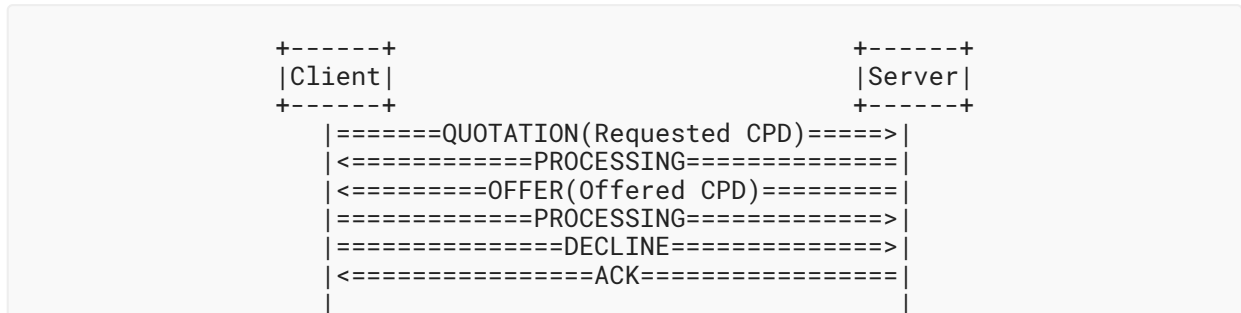 +------+                              +------+
|Client|                              |Server|
+------+                              +------+
|=======QUOTATION(Requested CPD)=====>|
|<============PROCESSING==============|
|<=========OFFER(Offered CPD)=========|
|=============PROCESSING=============>|
|===============DECLINE==============>|
|<================ACK=================|
|                                     |